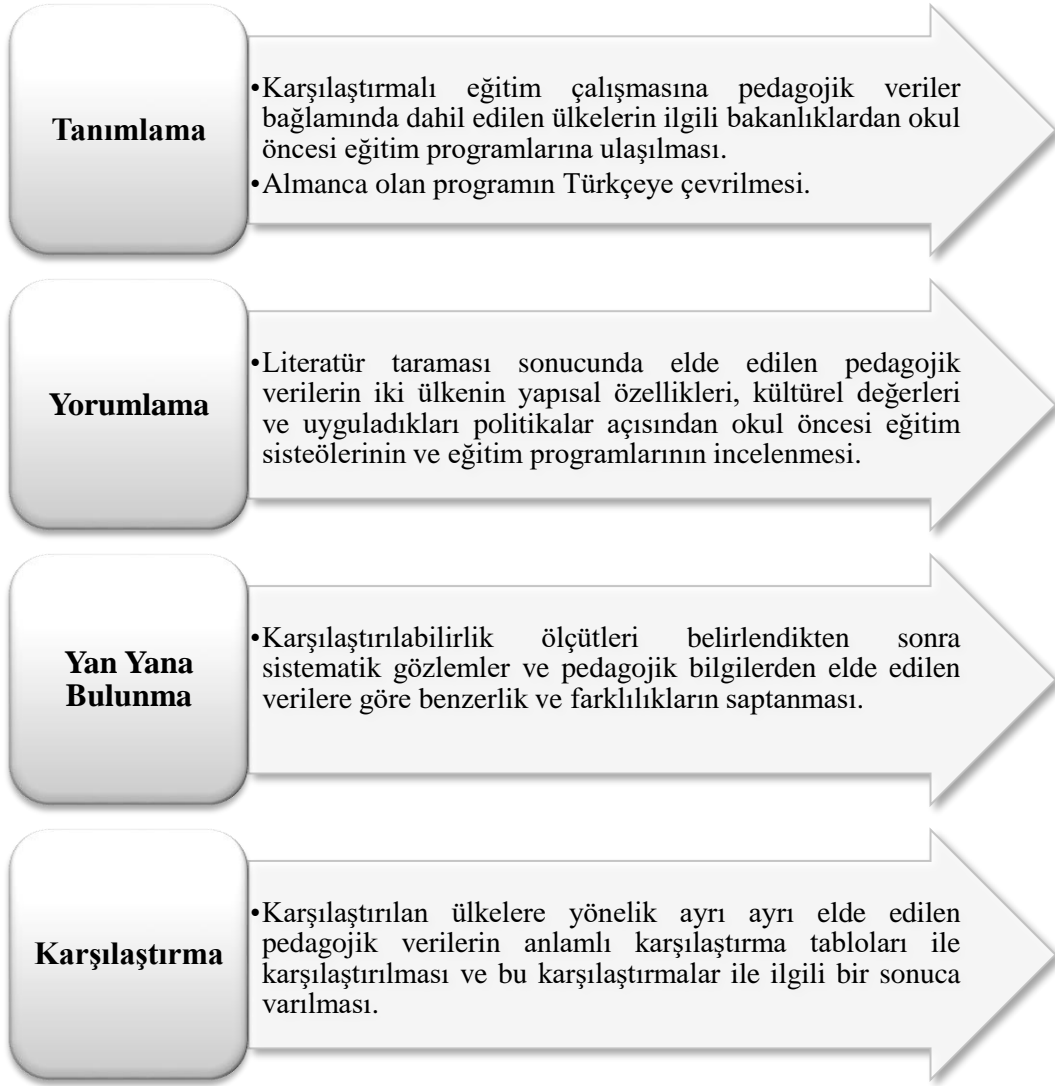 Tanımlama
•Karşılaştırmalı eğitim çalışmasına pedagojik veriler
bağlamında dahil edilen ülkelerin ilgili bakanlıklardan okul
öncesi eğitim programlarına ulaşılması.
•Almanca olan programın Türkçeye çevrilmesi.
Yorumlama
•Literatür taraması sonucunda elde edilen pedagojik
verilerin iki ülkenin yapısal özellikleri, kültürel değerleri
ve uyguladıkları politikalar açısından okul öncesi eğitim
sisteölerinin ve eğitim programlarının incelenmesi.
Yan Yana
Bulunma
•Karşılaştırılabilirlik ölçütleri belirlendikten sonra
sistematik gözlemler ve pedagojik bilgilerden elde edilen
verilere göre benzerlik ve farklılıkların saptanması.
Karşılaştırma
•Karşılaştırılan ülkelere yönelik ayrı ayrı elde edilen
pedagojik verilerin anlamlı karşılaştırma tabloları ile
karşılaştırılması ve bu karşılaştırmalar ile ilgili bir sonuca
varılması.